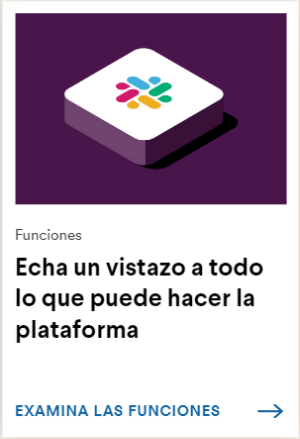 Funciones
Echa un vistazo a todo
lo que puede hacer la
plataforma
EXAMINA LAS FUNCIONES